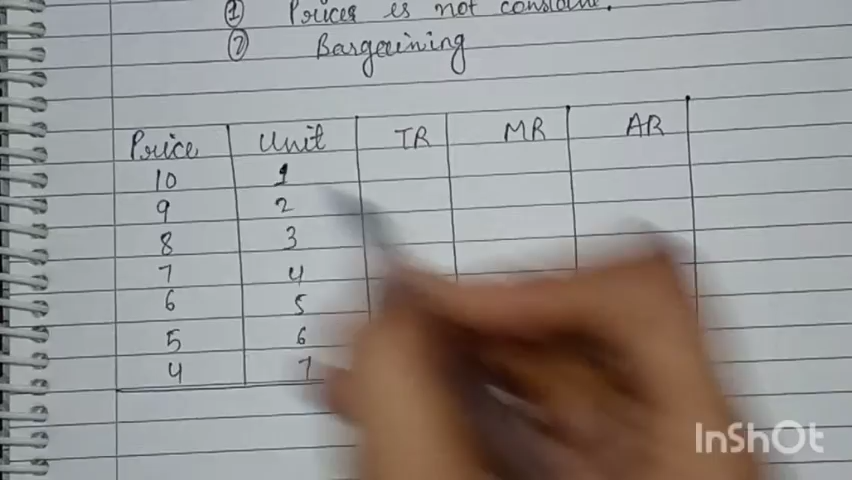 ① Prices is not constant.
② Bargaining
Price Unit TR MR AR
10 1
9 2
8 3
7 4
6 5
5 6
4 7
InShOt